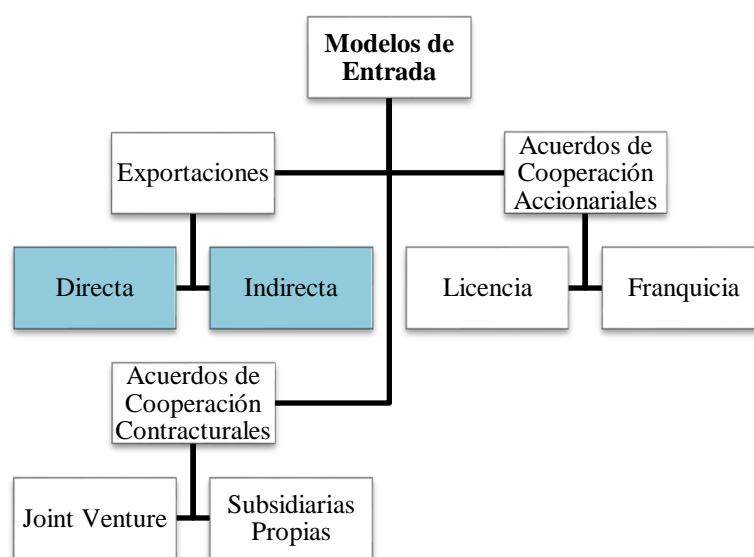 Modelos de
Entrada
Exportaciones
Acuerdos de
Cooperación
Accionariales
Directa
Indirecta
Licencia
Franquicia
Acuerdos de
Cooperación
Contracturales
Joint Venture
Subsidiarias
Propias